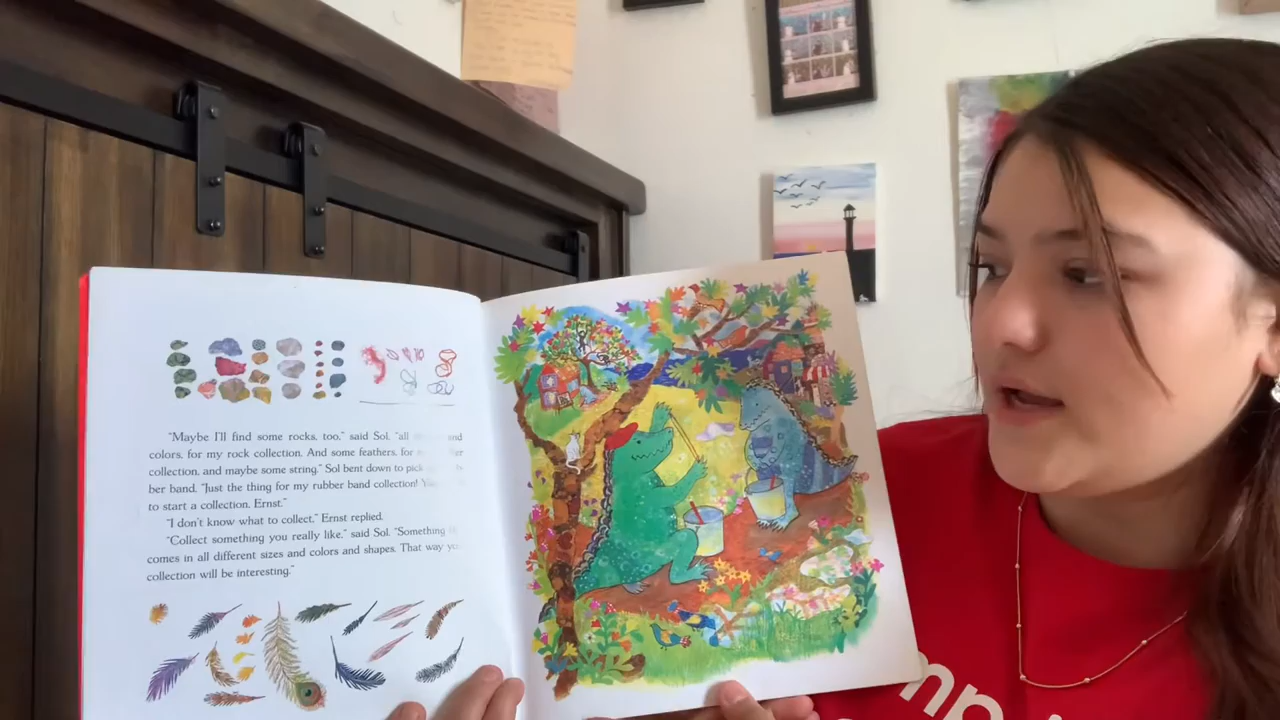 "Maybe I'll find some rocks, too," said Sol, "all and
colors, for my rock collection. And some feathers, for
collection, and maybe some string." Sol bent down to pick
ber band. "Just the thing for my rubber band collection!
to start a collection, Ernst."
"I don't know what to collect," Ernst replied.
"Collect something you really like," said Sol. "Something
comes in all different sizes and colors and shapes. That way
collection will be interesting."